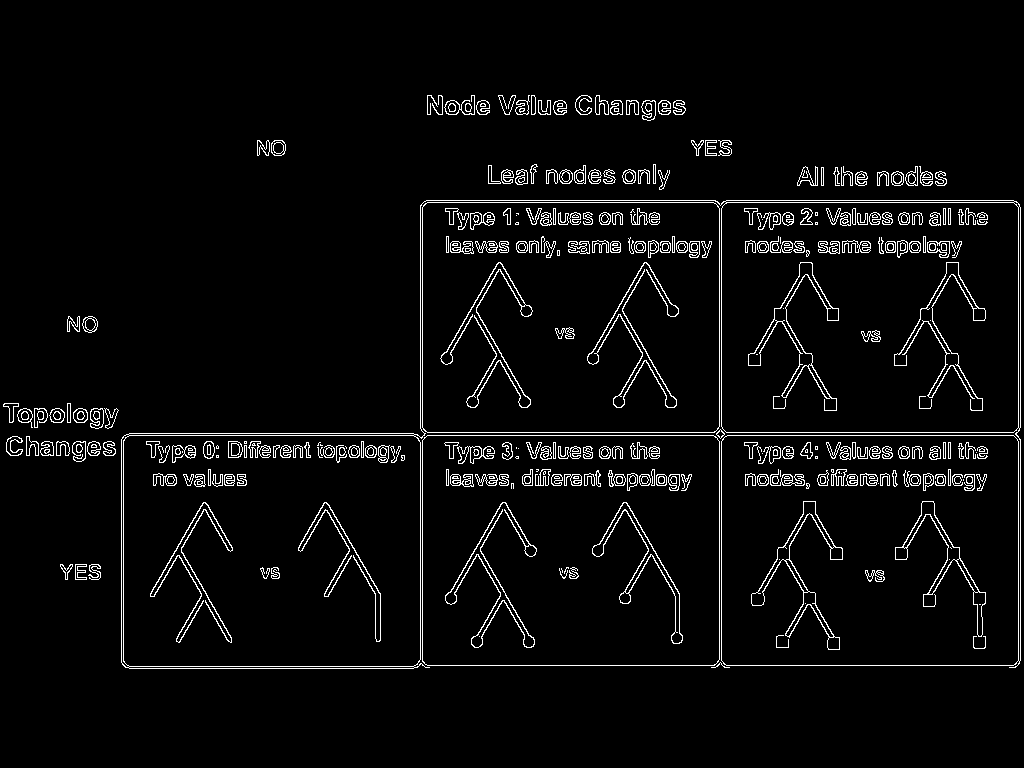 Node Value Changes
NO
YES
Leaf nodes only
All the nodes
Type 1: Values on the
leaves only, same topology
vs
Type 2: Values on all the
nodes, same topology
vs
NO
Topology
Changes
YES
Type 0: Different topology,
no values
vs
Type 3: Values on the
leaves, different topology
vs
Type 4: Values on all the
nodes, different topology
vs